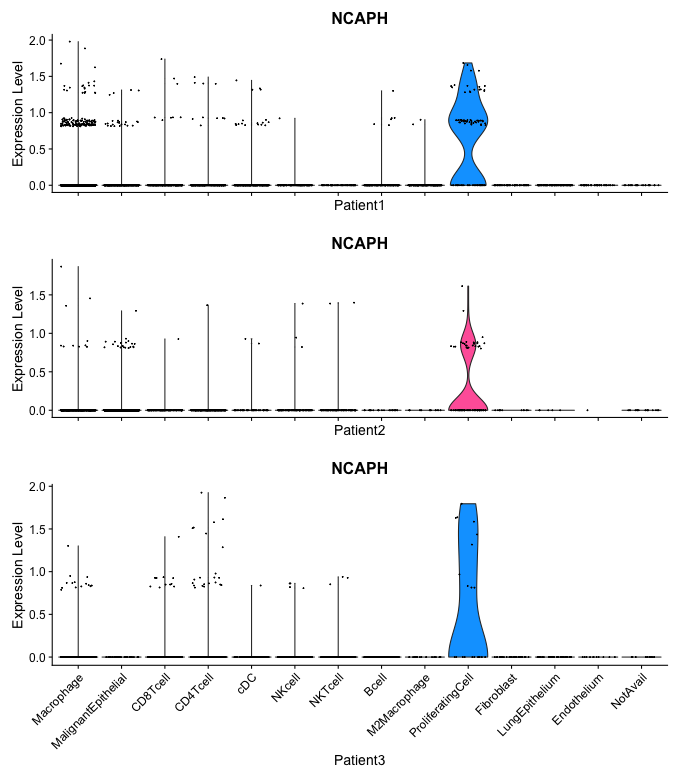 NCAPH
Expression Level
2.0
1.5
1.0
0.5
0.0
Patient1
NCAPH
Expression Level
1.5
1.0
0.5
0.0
Patient2
NCAPH
Expression Level
2.0
1.5
1.0
0.5
0.0
Macrophage
MalignantEpithelial
CD8Tcell
CD4Tcell
cDC
NKcell
NKTcell
Bcell
M2Macrophage
ProliferatingCell
Fibroblast
LungEpithelium
Endothelium
NotAvail
Patient3